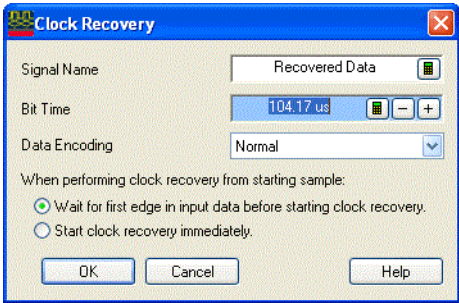 Clock Recovery
Signal Name Recovered Data
Bit Time 104.17 us - +
Data Encoding Normal
When performing clock recovery from starting sample:
Wait for first edge in input data before starting clock recovery.
Start clock recovery immediately.
OK Cancel Help